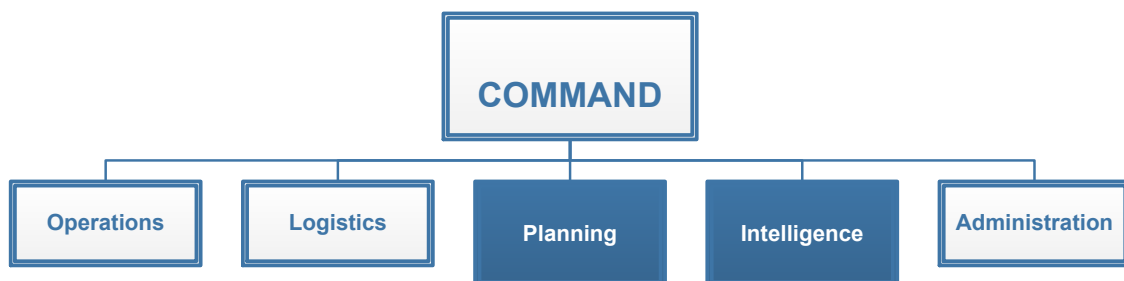 COMMAND
Operations
Logistics
Planning
Intelligence
Administration